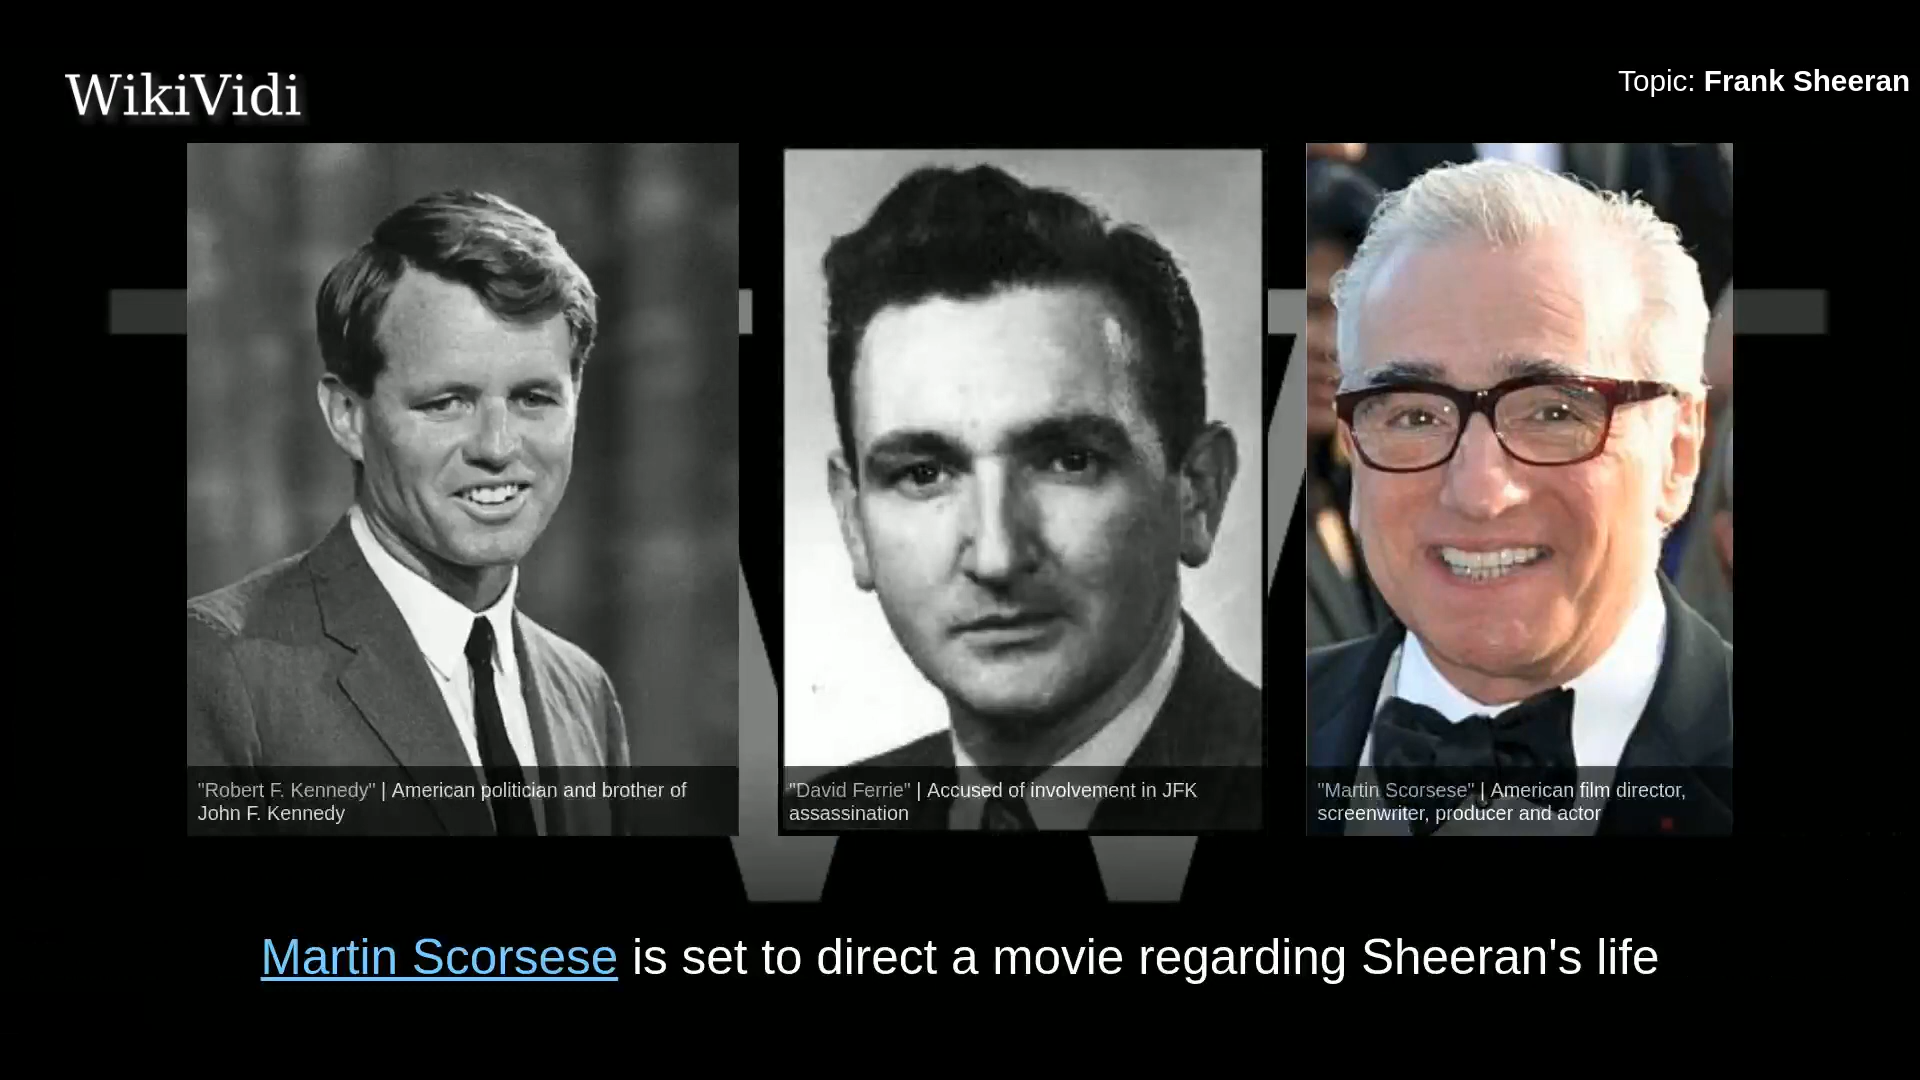 WikiVidi
Topic: Frank Sheeran
"Robert F. Kennedy" | American politician and brother of
John F. Kennedy
"David Ferrie" | Accused of involvement in JFK
assassination
"Martin Scorsese" | American film director,
screenwriter, producer and actor
Martin Scorsese is set to direct a movie regarding Sheeran's life